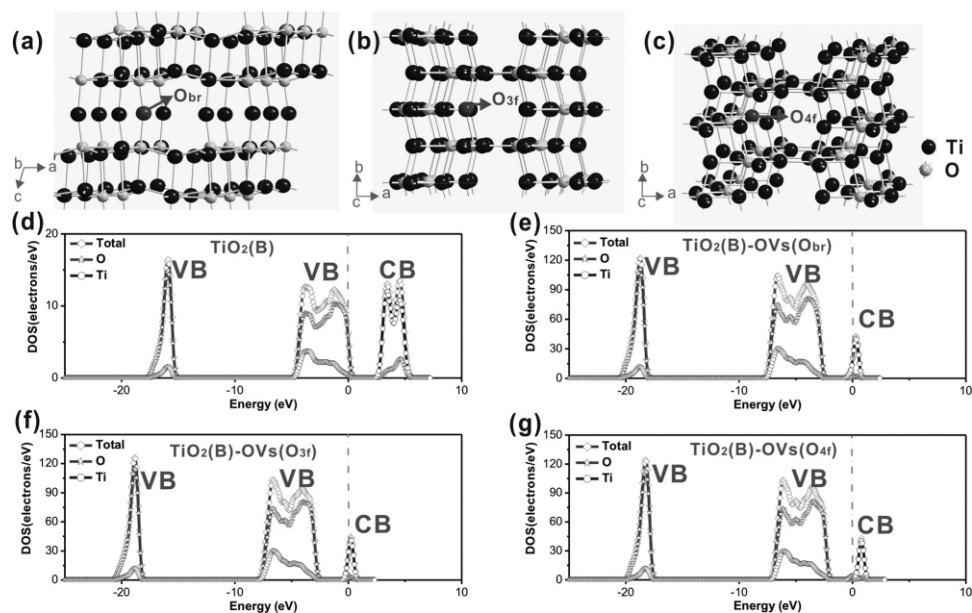 (a)
Obr
b
a
c
(b)
O3f
b
c
a
(c)
O4f
b
c
a
Ti
O
(d)
TiO2(B)
Total
O
Ti
VB
VB
CB
DOS(electrons/eV)
20
10
0
-20
-10
0
10
Energy (eV)
(e)
TiO2(B)-OVs(Obr)
Total
O
Ti
VB
VB
CB
DOS(electrons/eV)
150
120
90
60
30
0
-20
-10
0
10
Energy (eV)
(f)
TiO2(B)-OVs(O3f)
Total
O
Ti
VB
VB
CB
DOS(electrons/eV)
150
120
90
60
30
0
-20
-10
0
10
Energy (eV)
(g)
TiO2(B)-OVs(O4f)
Total
O
Ti
VB
VB
CB
DOS(electrons/eV)
150
120
90
60
30
0
-20
-10
0
10
Energy (eV)